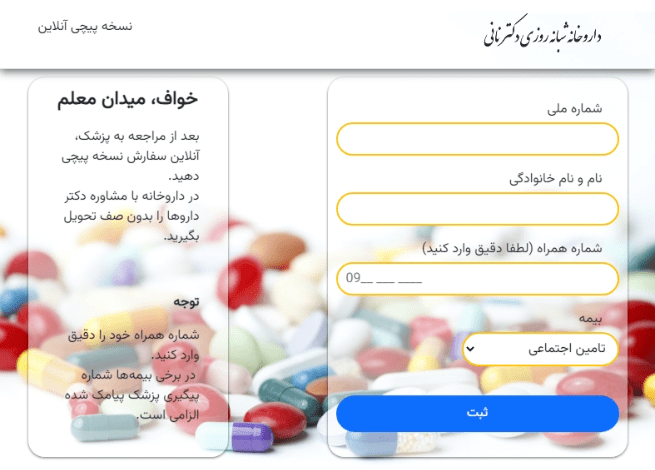 داروخانه شبانه روزی دکتر نانی
نسخه پیچی آنلاین
شماره ملی
نام و نام خانوادگی
شماره همراه (لطفا دقیق وارد کنید)
09__ ___ ____
بیمه
تامین اجتماعی
ثبت
خواف، میدان معلم
بعد از مراجعه به پزشک،
آنلاین سفارش نسخه پیچی
دهید.
در داروخانه با مشاوره دکتر
داروها را بدون صف تحویل
بگیرید.
توجه
شماره همراه خود را دقیق
وارد کنید.
در برخی بیمه‌ها شماره
پیگیری پزشک پیامک شده
الزامی است.